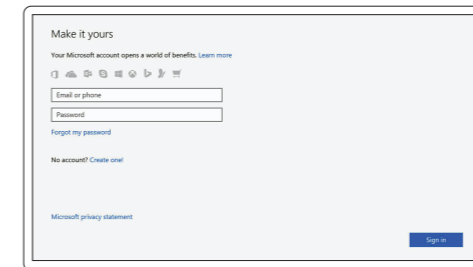 Make it yours
Your Microsoft account opens a world of benefits. Learn more
Email or phone
Password
Forgot my password
No account? Create one!
Microsoft privacy statement
Sign in